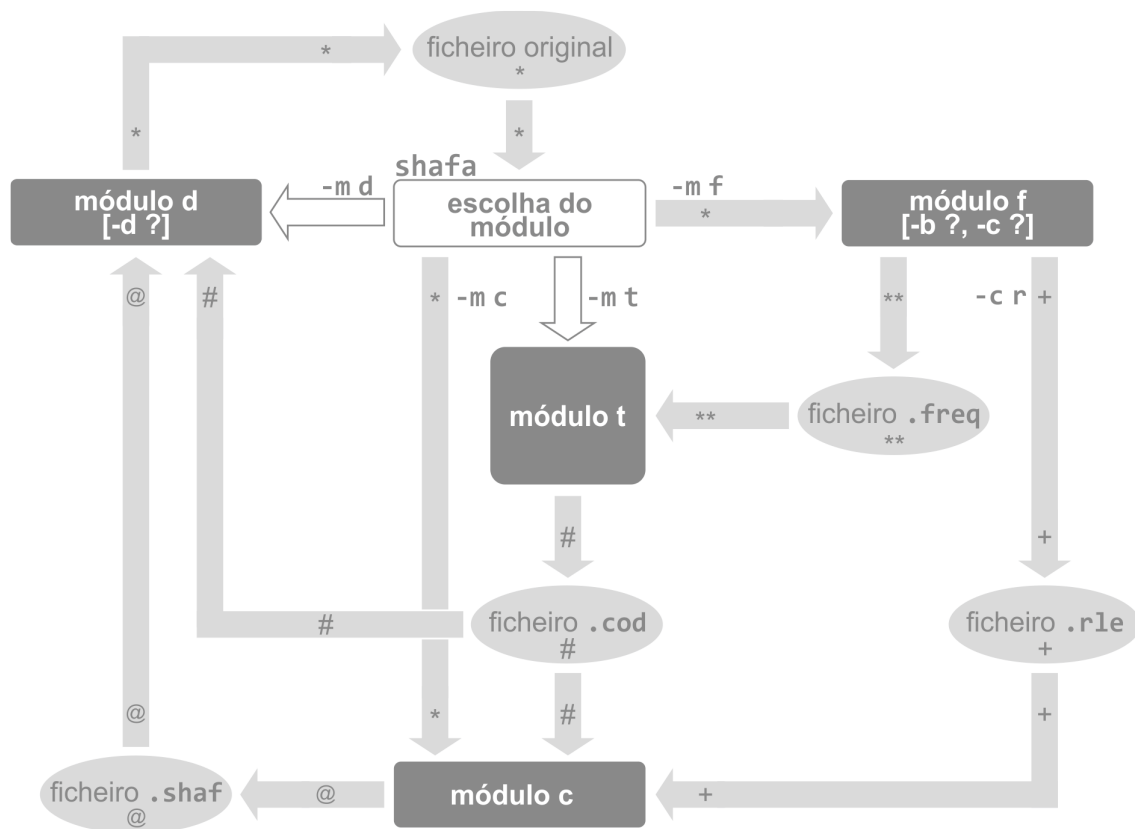 ficheiro original
*
*
*
*
shafa
-m d
-m f
módulo d
[-d ?]
escolha do
módulo
*
módulo f
[-b ?, -c ?]
@
#
*
-m c
-m t
**
-c r
+
módulo t
**
ficheiro .freq
**
#
+
#
ficheiro .cod
#
ficheiro .rle
+
@
*
#
+
ficheiro .shaf
@
@
módulo c
+